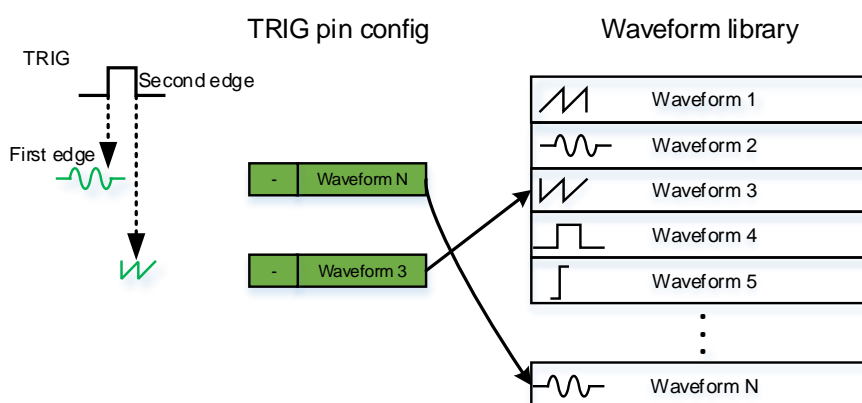 TRIG pin config
Waveform library
TRIG
Second edge
First edge
- Waveform N
- Waveform 3
Waveform 1
Waveform 2
Waveform 3
Waveform 4
Waveform 5
Waveform N